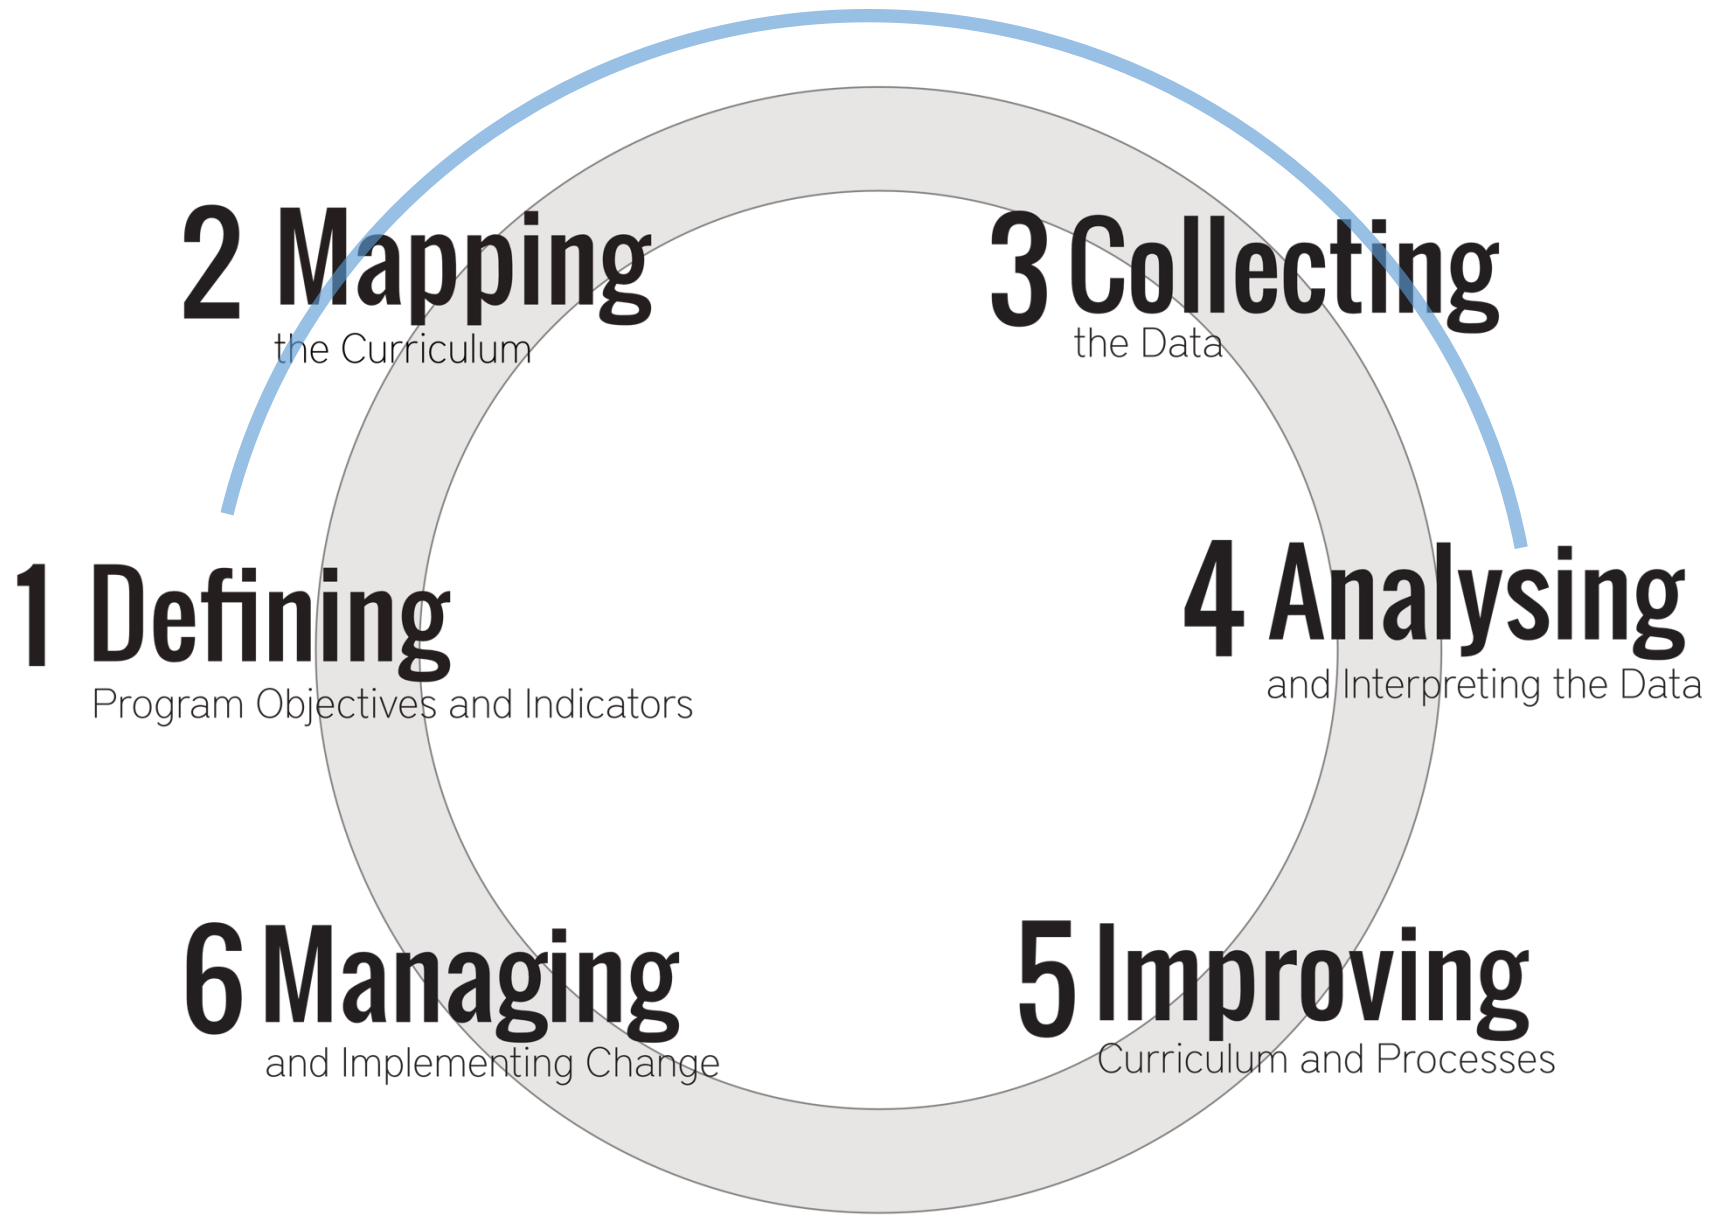 1 Defining
Program Objectives and Indicators
2 Mapping
the Curriculum
3 Collecting
the Data
4 Analysing
and Interpreting the Data
5 Improving
Curriculum and Processes
6 Managing
and Implementing Change